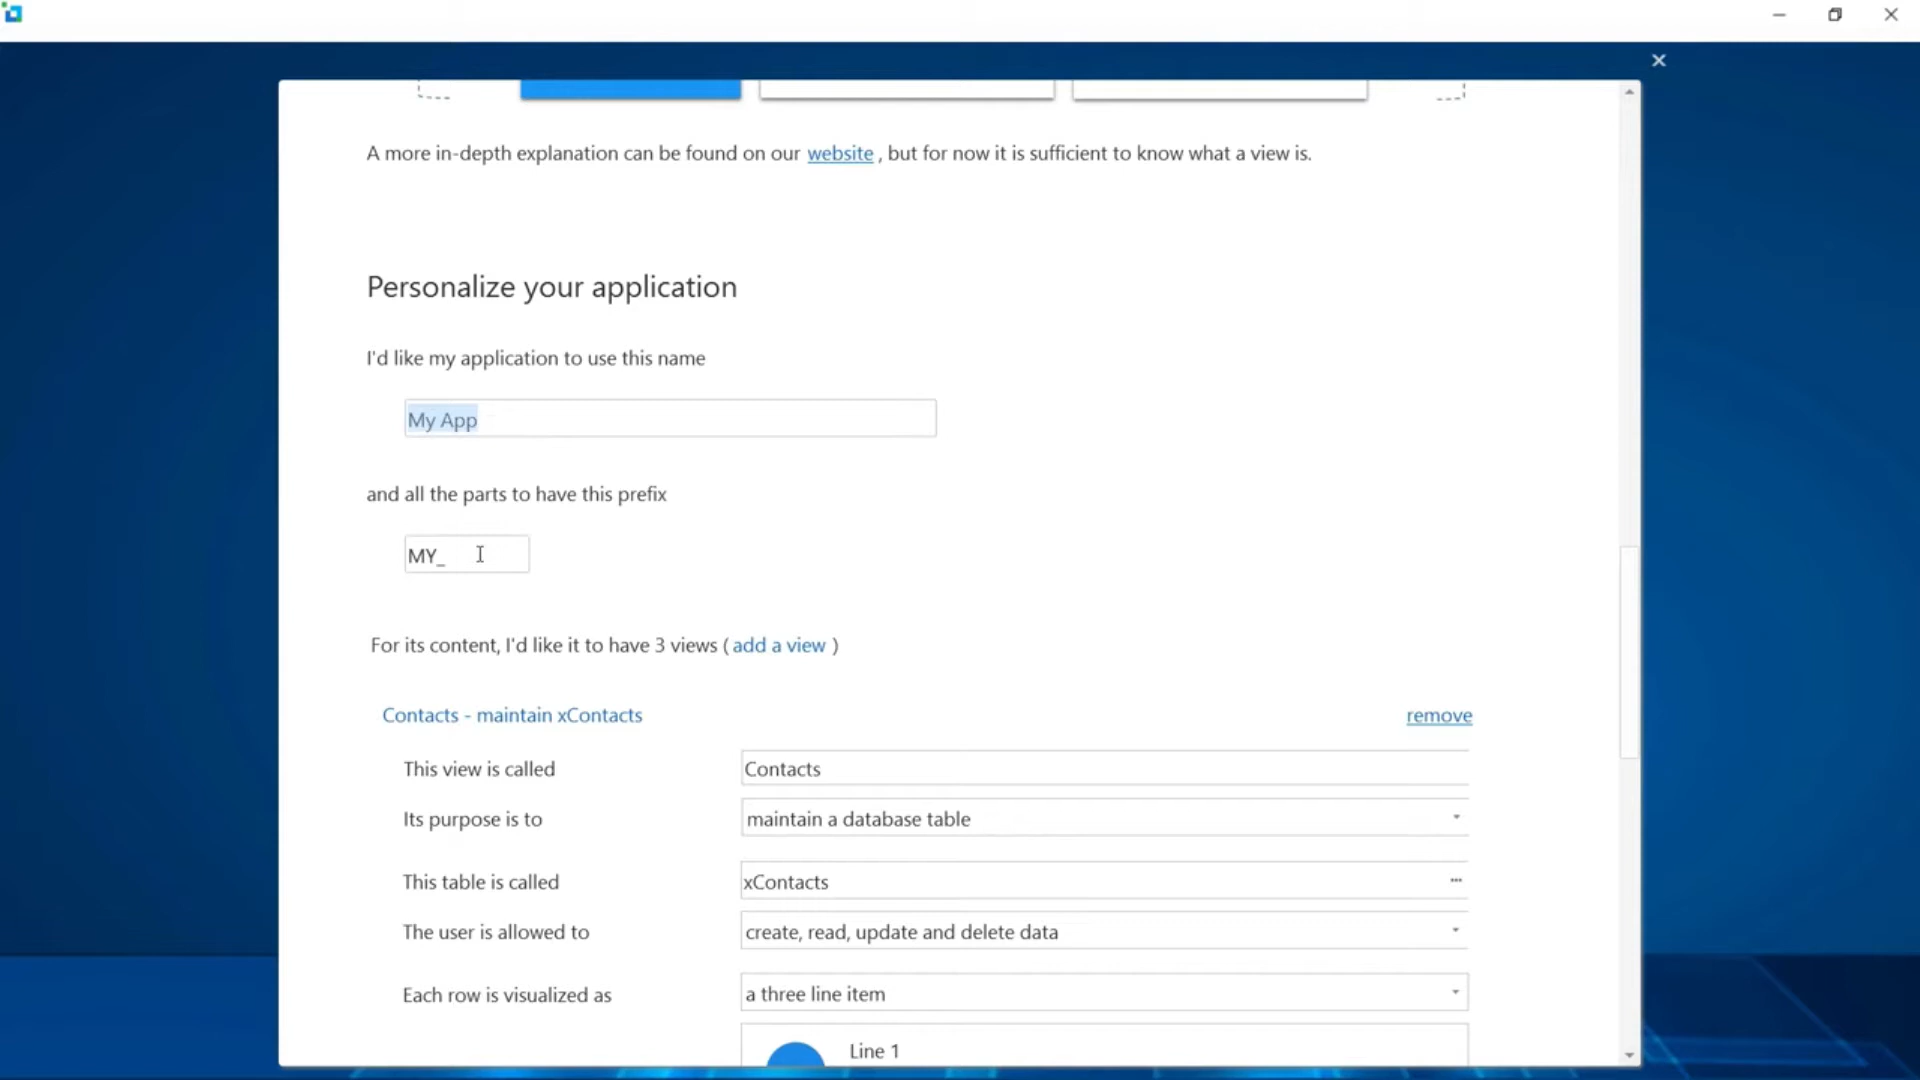 A more in-depth explanation can be found on our website , but for now it is sufficient to know what a view is.
Personalize your application
I'd like my application to use this name
My App
and all the parts to have this prefix
MY_
For its content, I'd like it to have 3 views ( add a view )
Contacts - maintain xContacts remove
This view is called Contacts
Its purpose is to maintain a database table
This table is called xContacts ...
The user is allowed to create, read, update and delete data
Each row is visualized as a three line item
Line 1